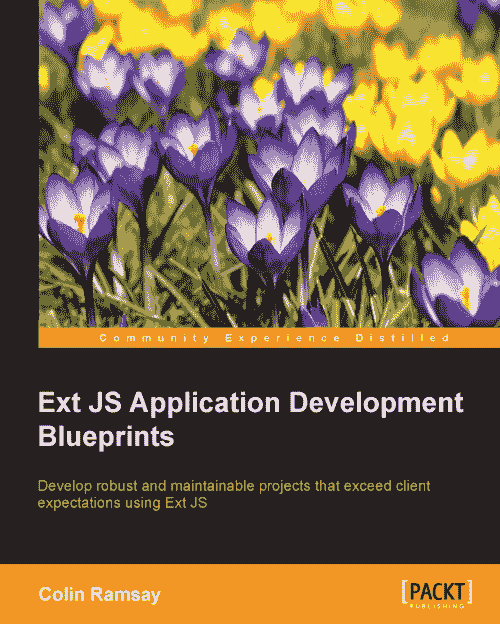 Community Experience Distilled
Ext JS Application Development
Blueprints
Develop robust and maintainable projects that exceed client
expectations using Ext JS
Colin Ramsay
[PACKT]
PUBLISHING